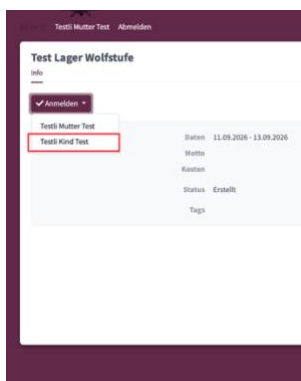 Testli Mutter Test Abmelden
Test Lager Wolfstufe
Info
Anmelden
Testli Mutter Test
Testli Kind Test
Daten 11.09.2026 - 13.09.2026
Motto
Kosten
Status Erstellt
Tags